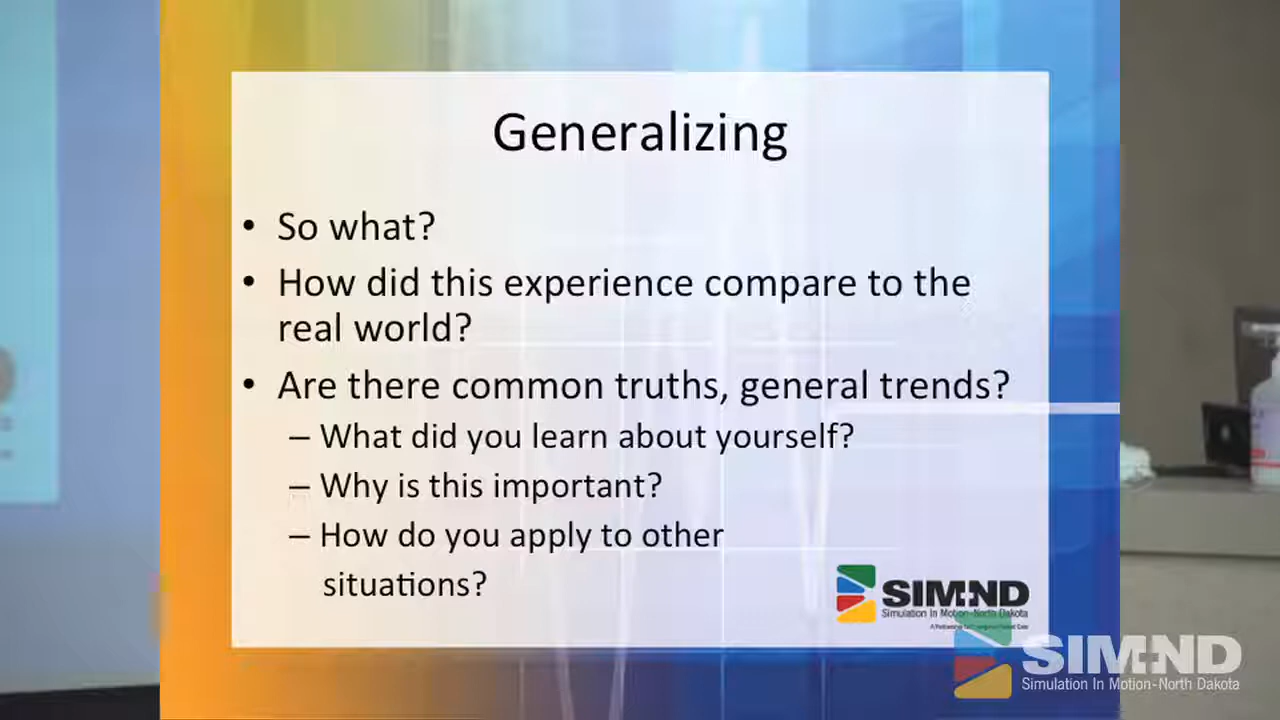 Generalizing
• So what?
• How did this experience compare to the
real world?
• Are there common truths, general trends?
– What did you learn about yourself?
– Why is this important?
– How do you apply to other
situations?
SIM-ND
Simulation In Motion-North Dakota
SIM-ND
Simulation In Motion-North Dakota